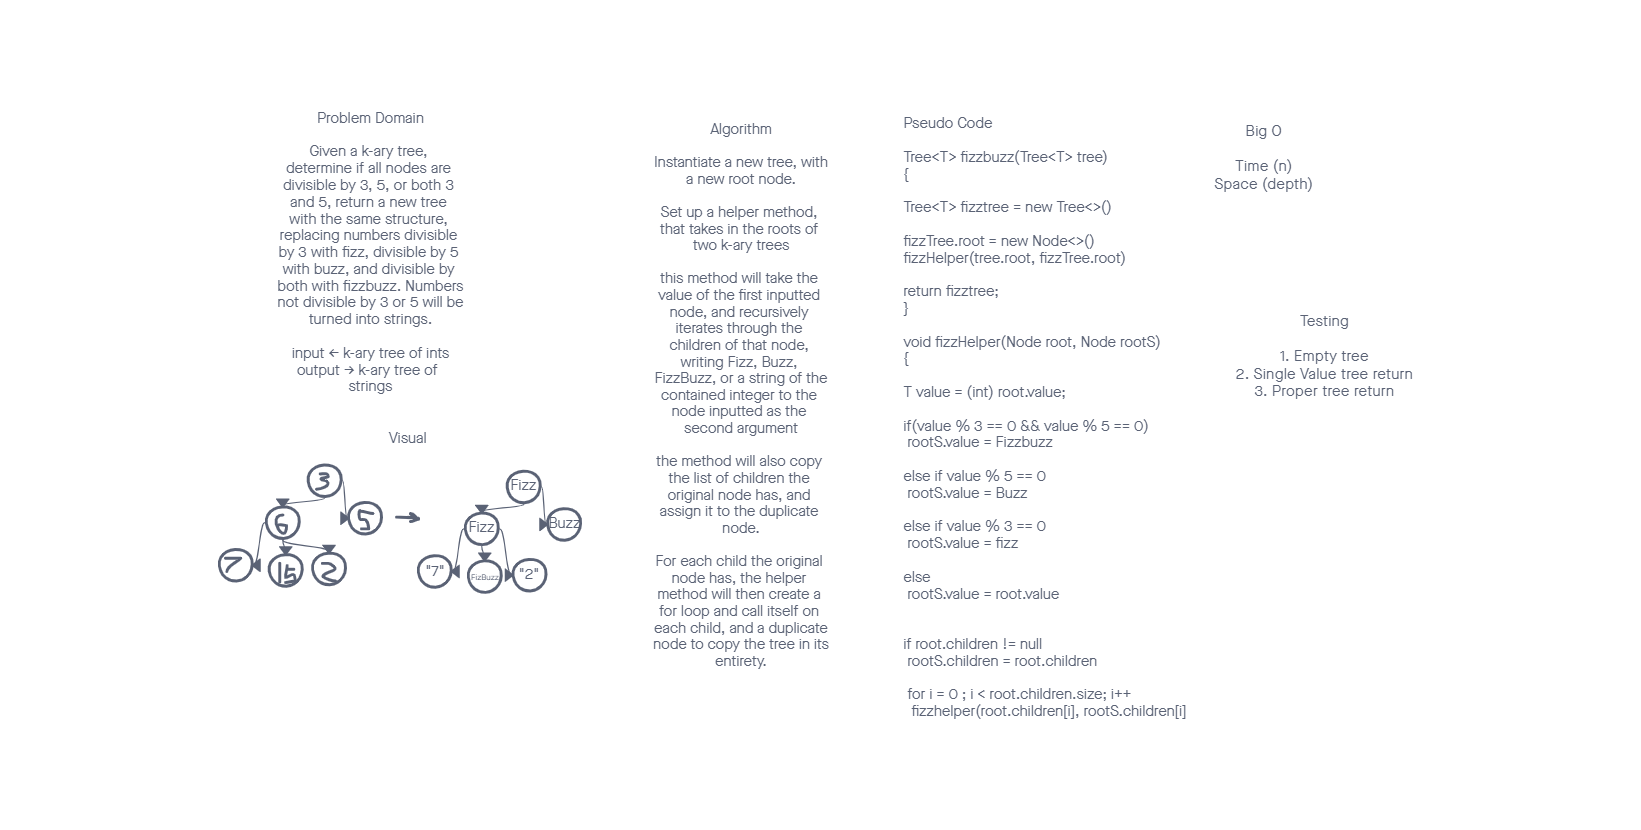 Problem Domain
Given a k-ary tree,
determine if all nodes are
divisible by 3, 5, or both 3
and 5, return a new tree
with the same structure,
replacing numbers divisible
by 3 with fizz, divisible by 5
with buzz, and divisible by
both with fizzbuzz. Numbers
not divisible by 3 or 5 will be
turned into strings.
input ← k-ary tree of ints
output → k-ary tree of
strings
Visual
3
6
5
7
15
2
Fizz
Fizz
Buzz
"7"
FizBuzz
"2"
Algorithm
Instantiate a new tree, with
a new root node.
Set up a helper method,
that takes in the roots of
two k-ary trees
this method will take the
value of the first inputted
node, and recursively
iterates through the
children of that node,
writing Fizz, Buzz,
FizzBuzz, or a string of the
contained integer to the
node inputted as the
second argument
the method will also copy
the list of children the
original node has, and
assign it to the duplicate
node.
For each child the original
node has, the helper
method will then create a
for loop and call itself on
each child, and a duplicate
node to copy the tree in its
entirety.
Pseudo Code
Tree<T> fizzbuzz(Tree<T> tree)
{
Tree<T> fizztree = new Tree<>()
fizzTree.root = new Node<>()
fizzHelper(tree.root, fizzTree.root)
return fizztree;
}
void fizzHelper(Node root, Node rootS)
{
T value = (int) root.value;
if(value % 3 == 0 && value % 5 == 0)
rootS.value = Fizzbuzz
else if value % 5 == 0
rootS.value = Buzz
else if value % 3 == 0
rootS.value = fizz
else
rootS.value = root.value
if root.children != null
rootS.children = root.children
for i = 0 ; i < root.children.size; i++
fizzhelper(root.children[i], rootS.children[i]
Big O
Time (n)
Space (depth)
Testing
1. Empty tree
2. Single Value tree return
3. Proper tree return